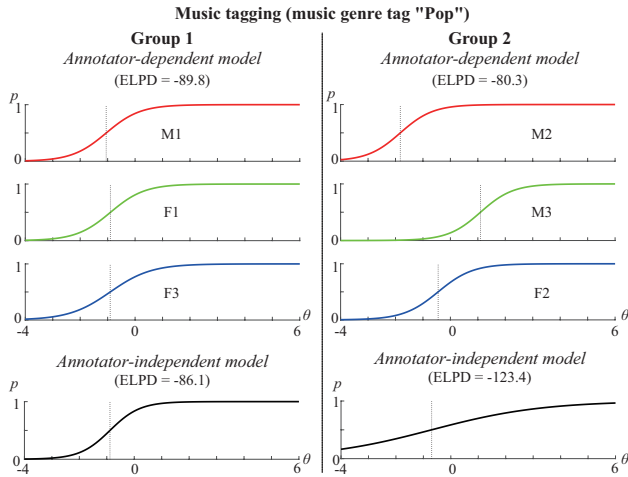 Music tagging (music genre tag "Pop")
Group 1
Annotator-dependent model
(ELPD = -89.8)
p
1
0
M1
1
0
F1
1
0
F3
-4
0
6
θ
Annotator-independent model
(ELPD = -86.1)
p
1
0
-4
0
6
θ
Group 2
Annotator-dependent model
(ELPD = -80.3)
p
1
0
M2
1
0
M3
1
0
F2
-4
0
6
θ
Annotator-independent model
(ELPD = -123.4)
p
1
0
-4
0
6
θ